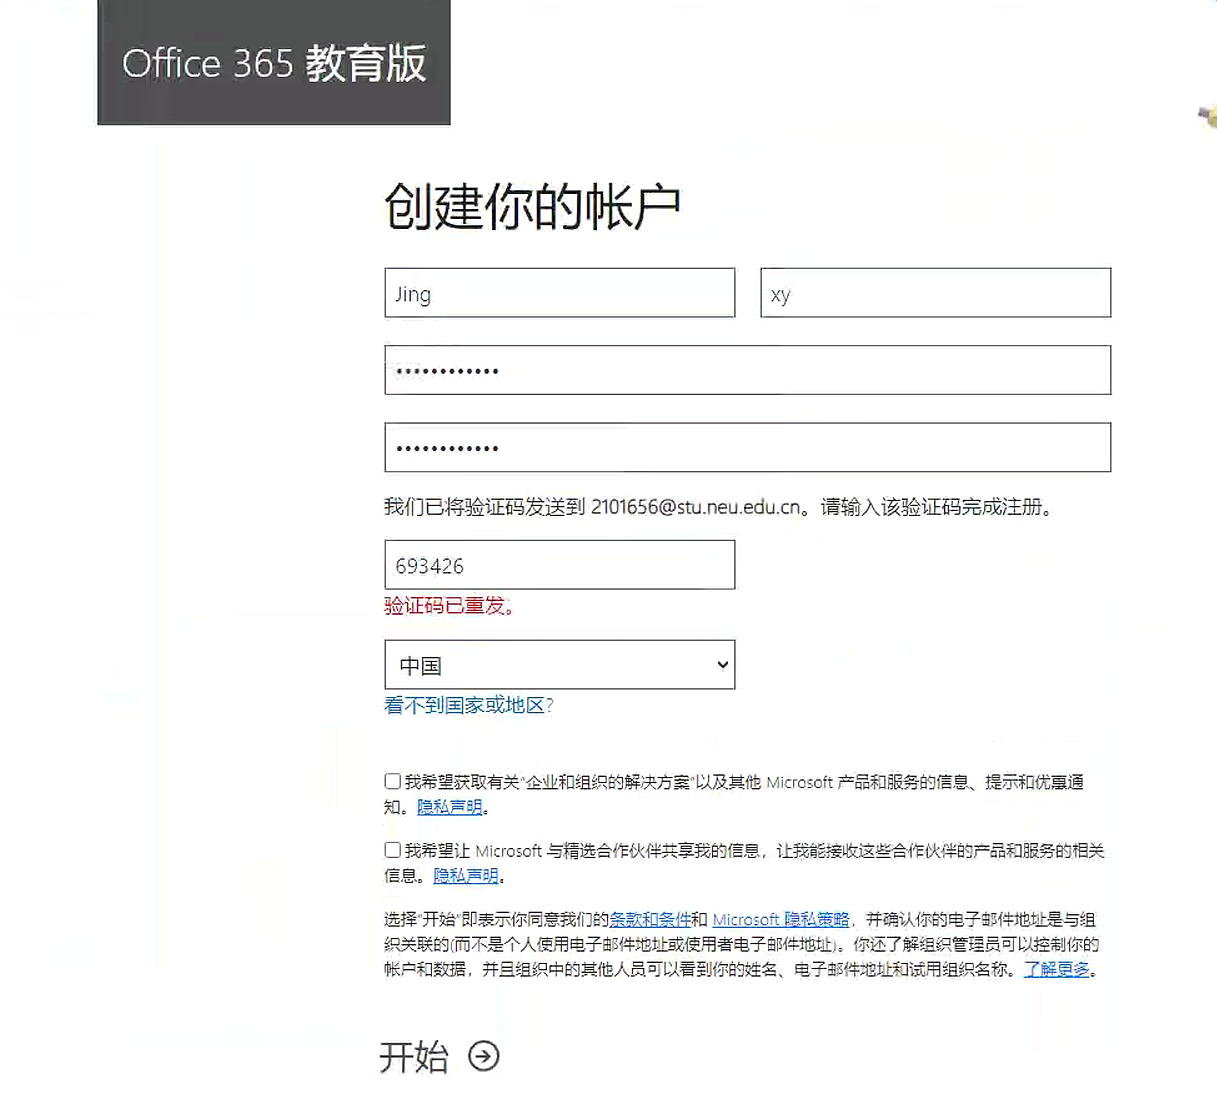 Office 365 教育版
创建你的帐户
Jing
xy
••••••••••••
••••••••••••
我们已将验证码发送到 2101656@stu.neu.edu.cn。请输入该验证码完成注册。
693426
验证码已重发。
中国
看不到国家或地区?
我希望获取有关“企业和组织的解决方案”以及其他 Microsoft 产品和服务的信息、提示和优惠通
知。隐私声明。
我希望让 Microsoft 与精选合作伙伴共享我的信息，让我能接收这些合作伙伴的产品和服务的相关
信息。隐私声明。
选择“开始”即表示你同意我们的条款和条件和 Microsoft 隐私策略，并确认你的电子邮件地址是与组
织关联的(而不是个人使用电子邮件地址或使用者电子邮件地址)。你还了解组织管理员可以控制你的
帐户和数据，并且组织中的其他人员可以看到你的姓名、电子邮件地址和试用组织名称。了解更多。
开始